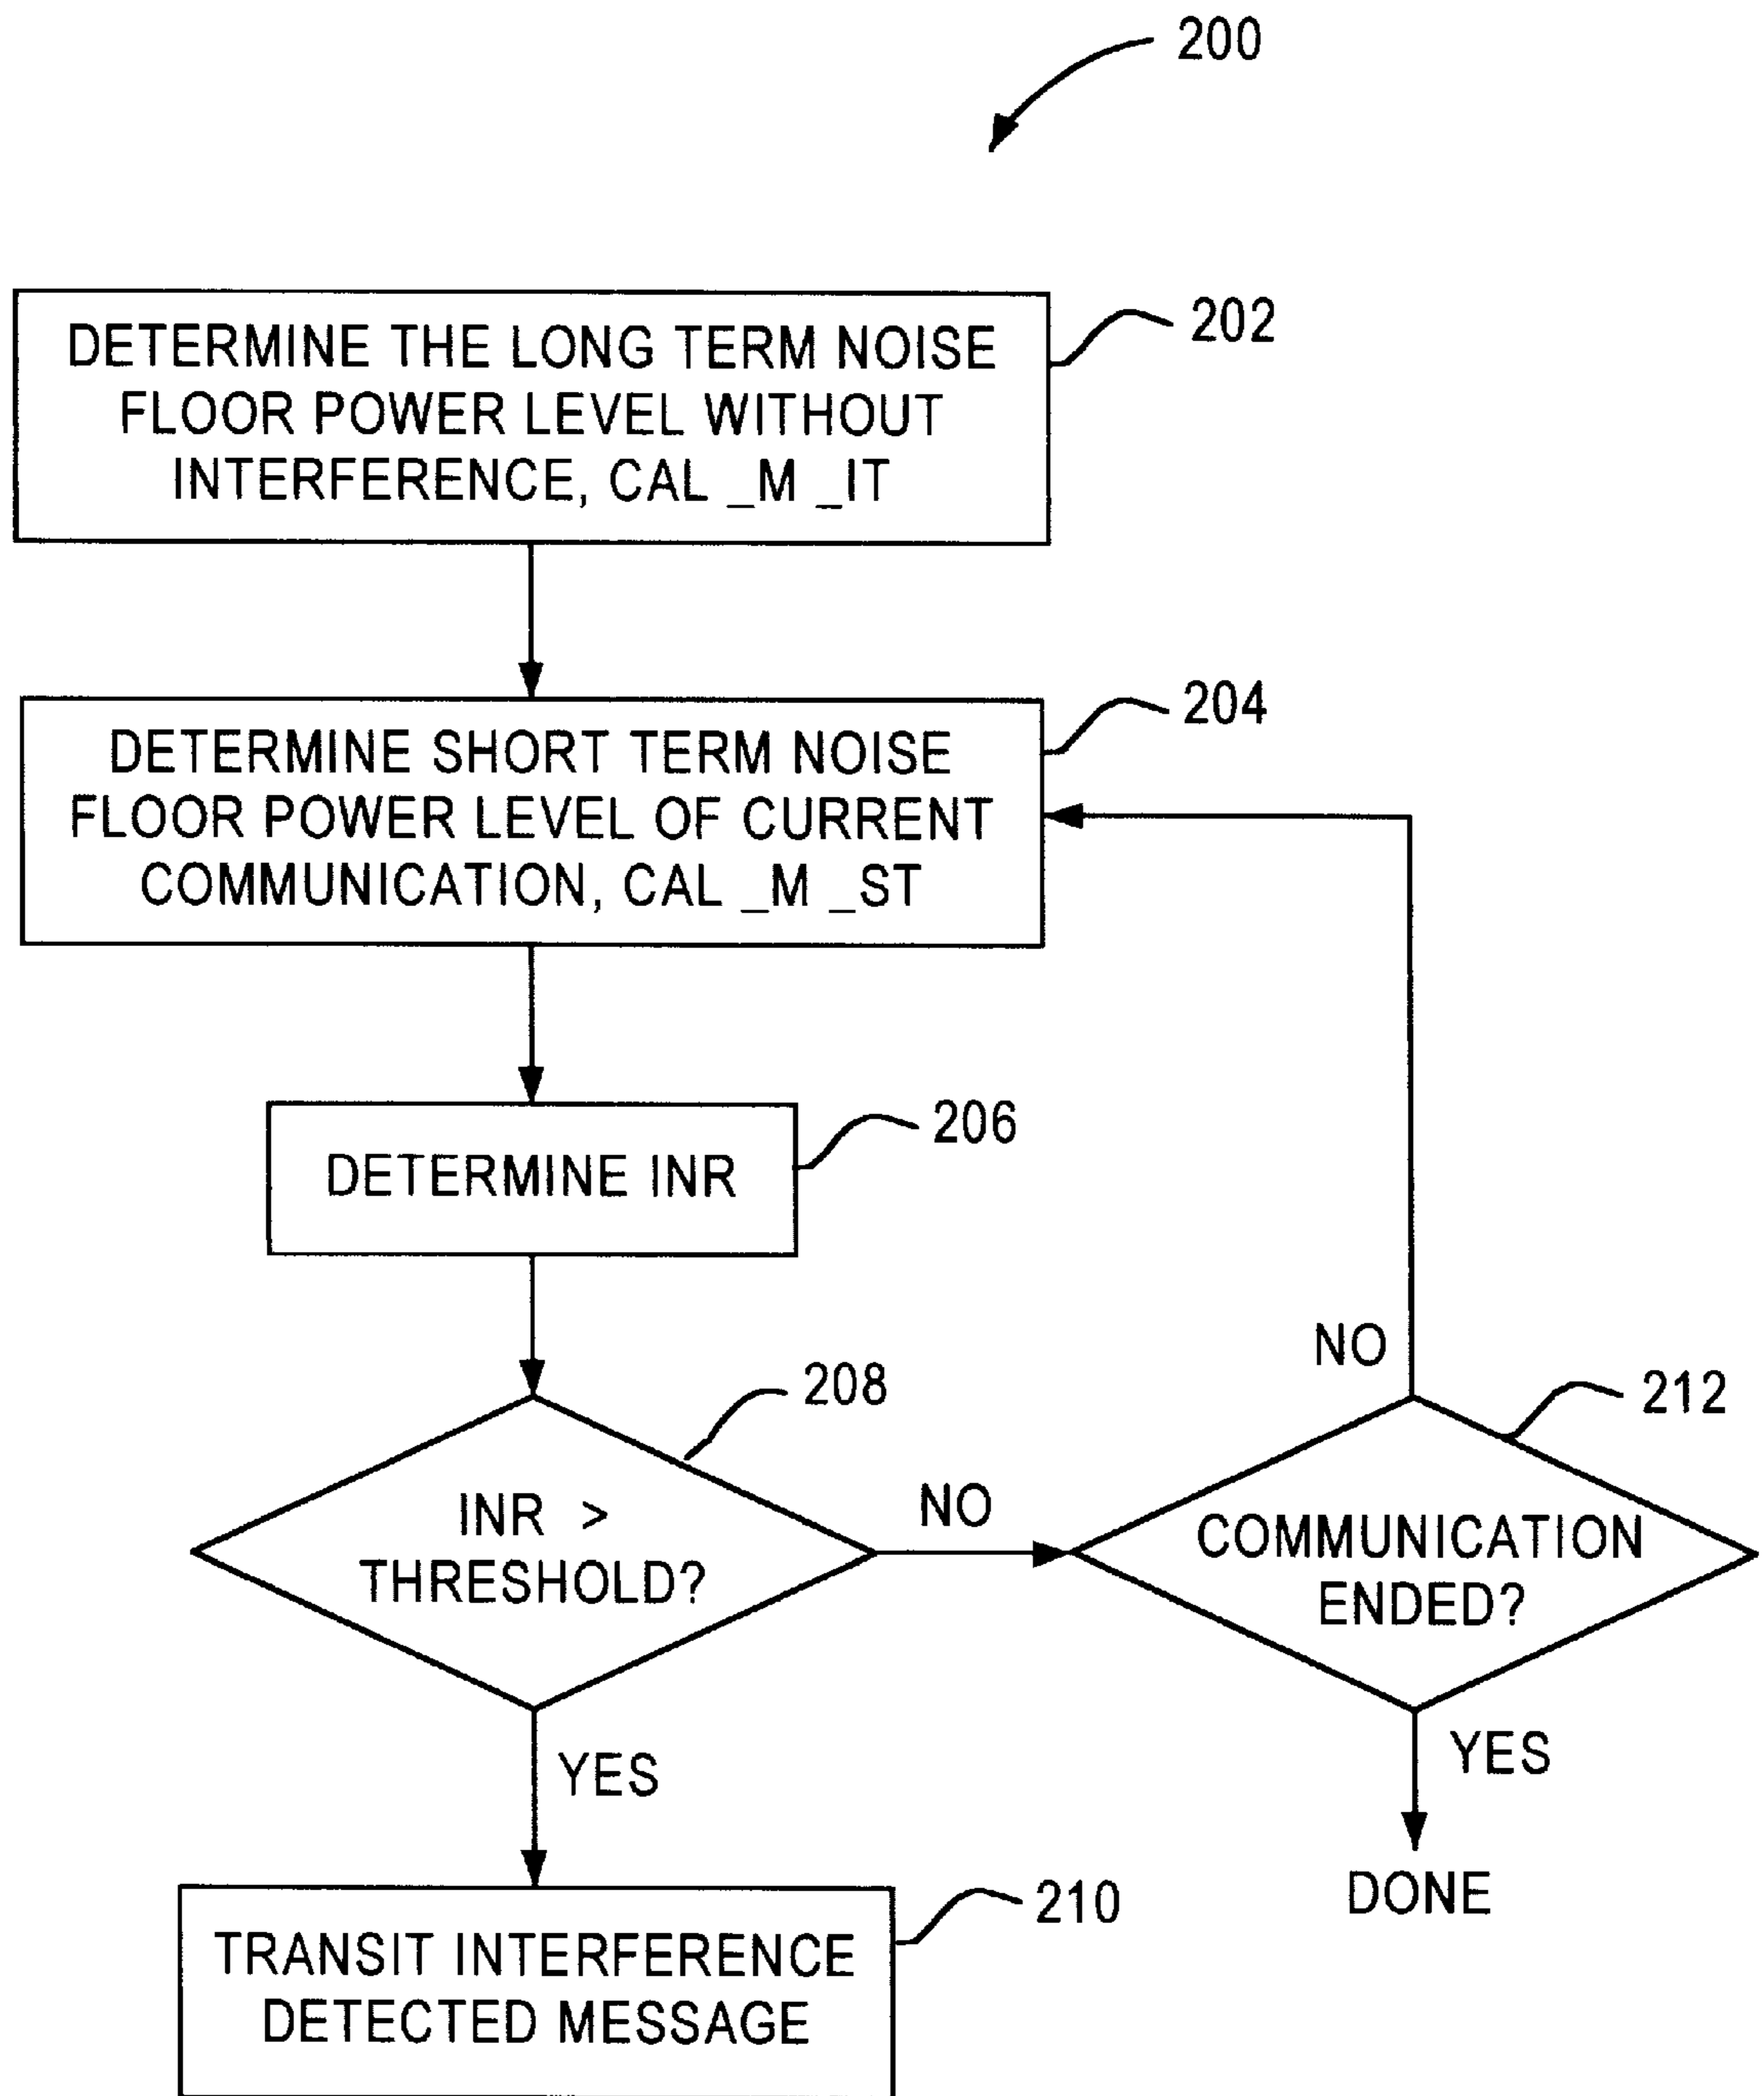 200
DETERMINE THE LONG TERM NOISE
FLOOR POWER LEVEL WITHOUT
INTERFERENCE, CAL _M _IT
202
DETERMINE SHORT TERM NOISE
FLOOR POWER LEVEL OF CURRENT
COMMUNICATION, CAL _M _ST
204
DETERMINE INR
206
INR >
THRESHOLD?
208
NO
COMMUNICATION
ENDED?
212
NO
YES
YES
DONE
TRANSIT INTERFERENCE
DETECTED MESSAGE
210